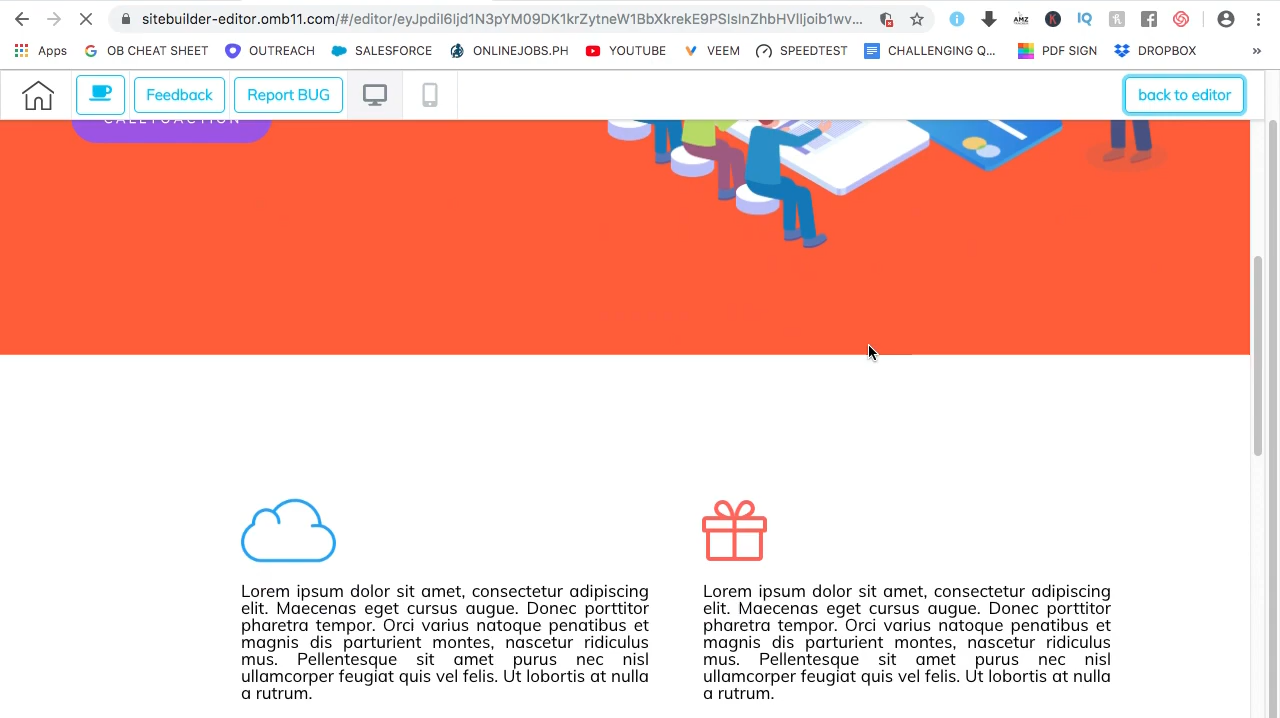 sitebuilder-editor.omb11.com/#/editor/eyJpdiI6Ijd1N3pYM09DK1krZytneW1BbXkrekE9PSIsInZhbHVlIjoib1wv...
AMZ
IQ
Apps
OB CHEAT SHEET
OUTREACH
SALESFORCE
ONLINEJOBS.PH
YOUTUBE
VEEM
SPEEDTEST
CHALLENGING Q...
PDF SIGN
DROPBOX
»
Feedback
Report BUG
back to editor
CALLTOACTION
Lorem ipsum dolor sit amet, consectetur adipiscing
elit. Maecenas eget cursus augue. Donec porttitor
pharetra tempor. Orci varius natoque penatibus et
magnis dis parturient montes, nascetur ridiculus
mus. Pellentesque sit amet purus nec nisl
ullamcorper feugiat quis vel felis. Ut lobortis at nulla
a rutrum.
Lorem ipsum dolor sit amet, consectetur adipiscing
elit. Maecenas eget cursus augue. Donec porttitor
pharetra tempor. Orci varius natoque penatibus et
magnis dis parturient montes, nascetur ridiculus
mus. Pellentesque sit amet purus nec nisl
ullamcorper feugiat quis vel felis. Ut lobortis at nulla
a rutrum.